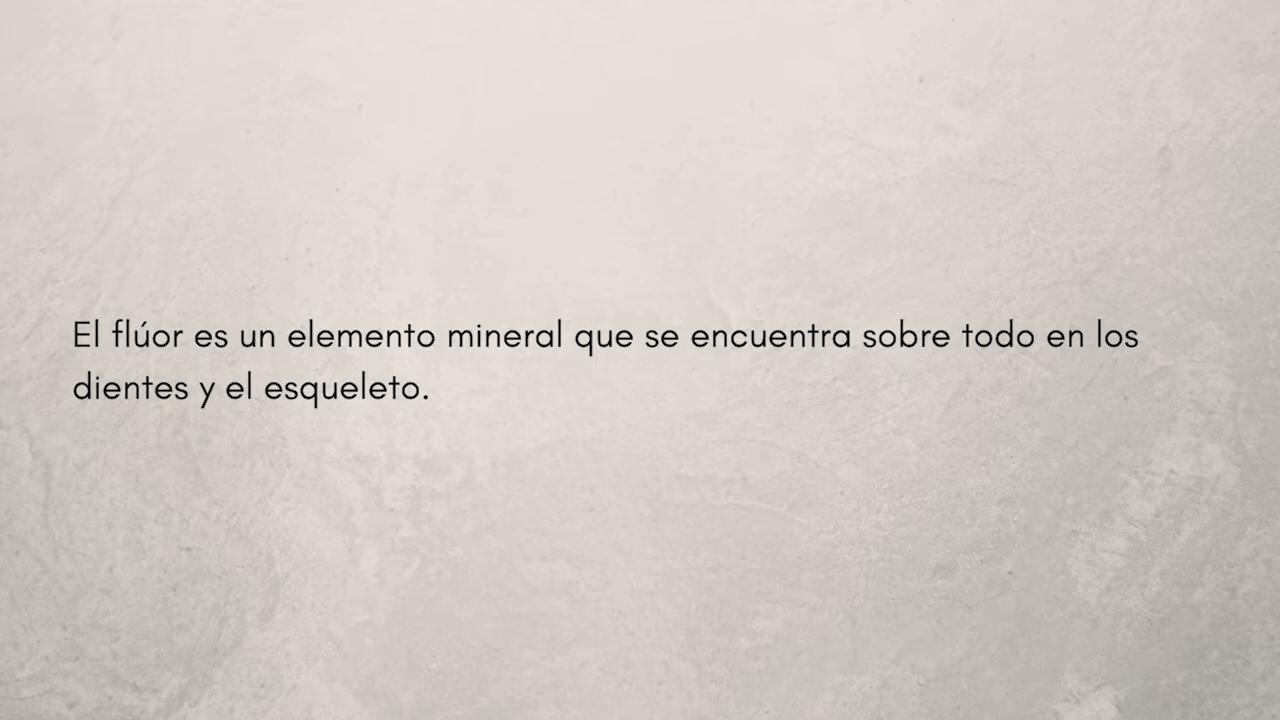 El flúor es un elemento mineral que se encuentra sobre todo en los
dientes y el esqueleto.